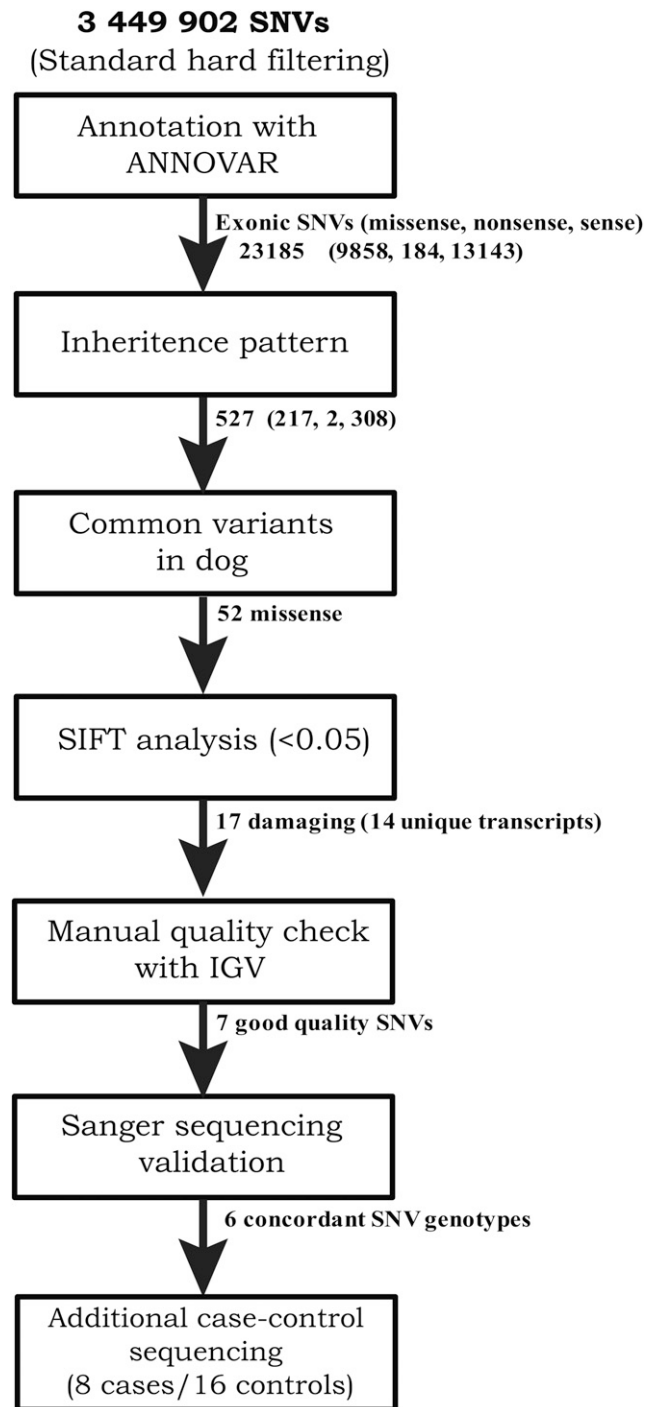 3 449 902 SNVs
(Standard hard filtering)
Annotation with
ANNOVAR
Exonic SNVs (missense, nonsense, sense)
23185 (9858, 184, 13143)
Inheritence pattern
527 (217, 2, 308)
Common variants
in dog
52 missense
SIFT analysis (<0.05)
17 damaging (14 unique transcripts)
Manual quality check
with IGV
7 good quality SNVs
Sanger sequencing
validation
6 concordant SNV genotypes
Additional case-control
sequencing
(8 cases/16 controls)